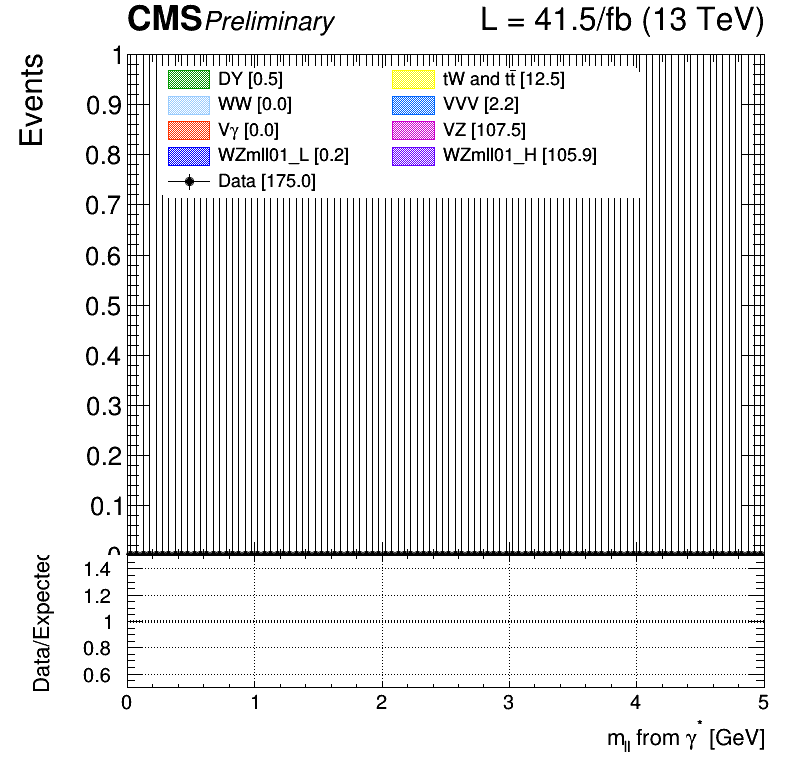 CMS Preliminary L = 41.5/fb (13 TeV)
Events
1
0.9
0.8
0.7
0.6
0.5
0.4
0.3
0.2
0.1
0
DY [0.5] tW and tt̄ [12.5]
WW [0.0] VVV [2.2]
Vγ [0.0] VZ [107.5]
WZmll01_L [0.2] WZmll01_H [105.9]
Data [175.0]
Data/Expected
1.4
1.2
1
0.8
0.6
0 1 2 3 4 5
m_ll from γ* [GeV]